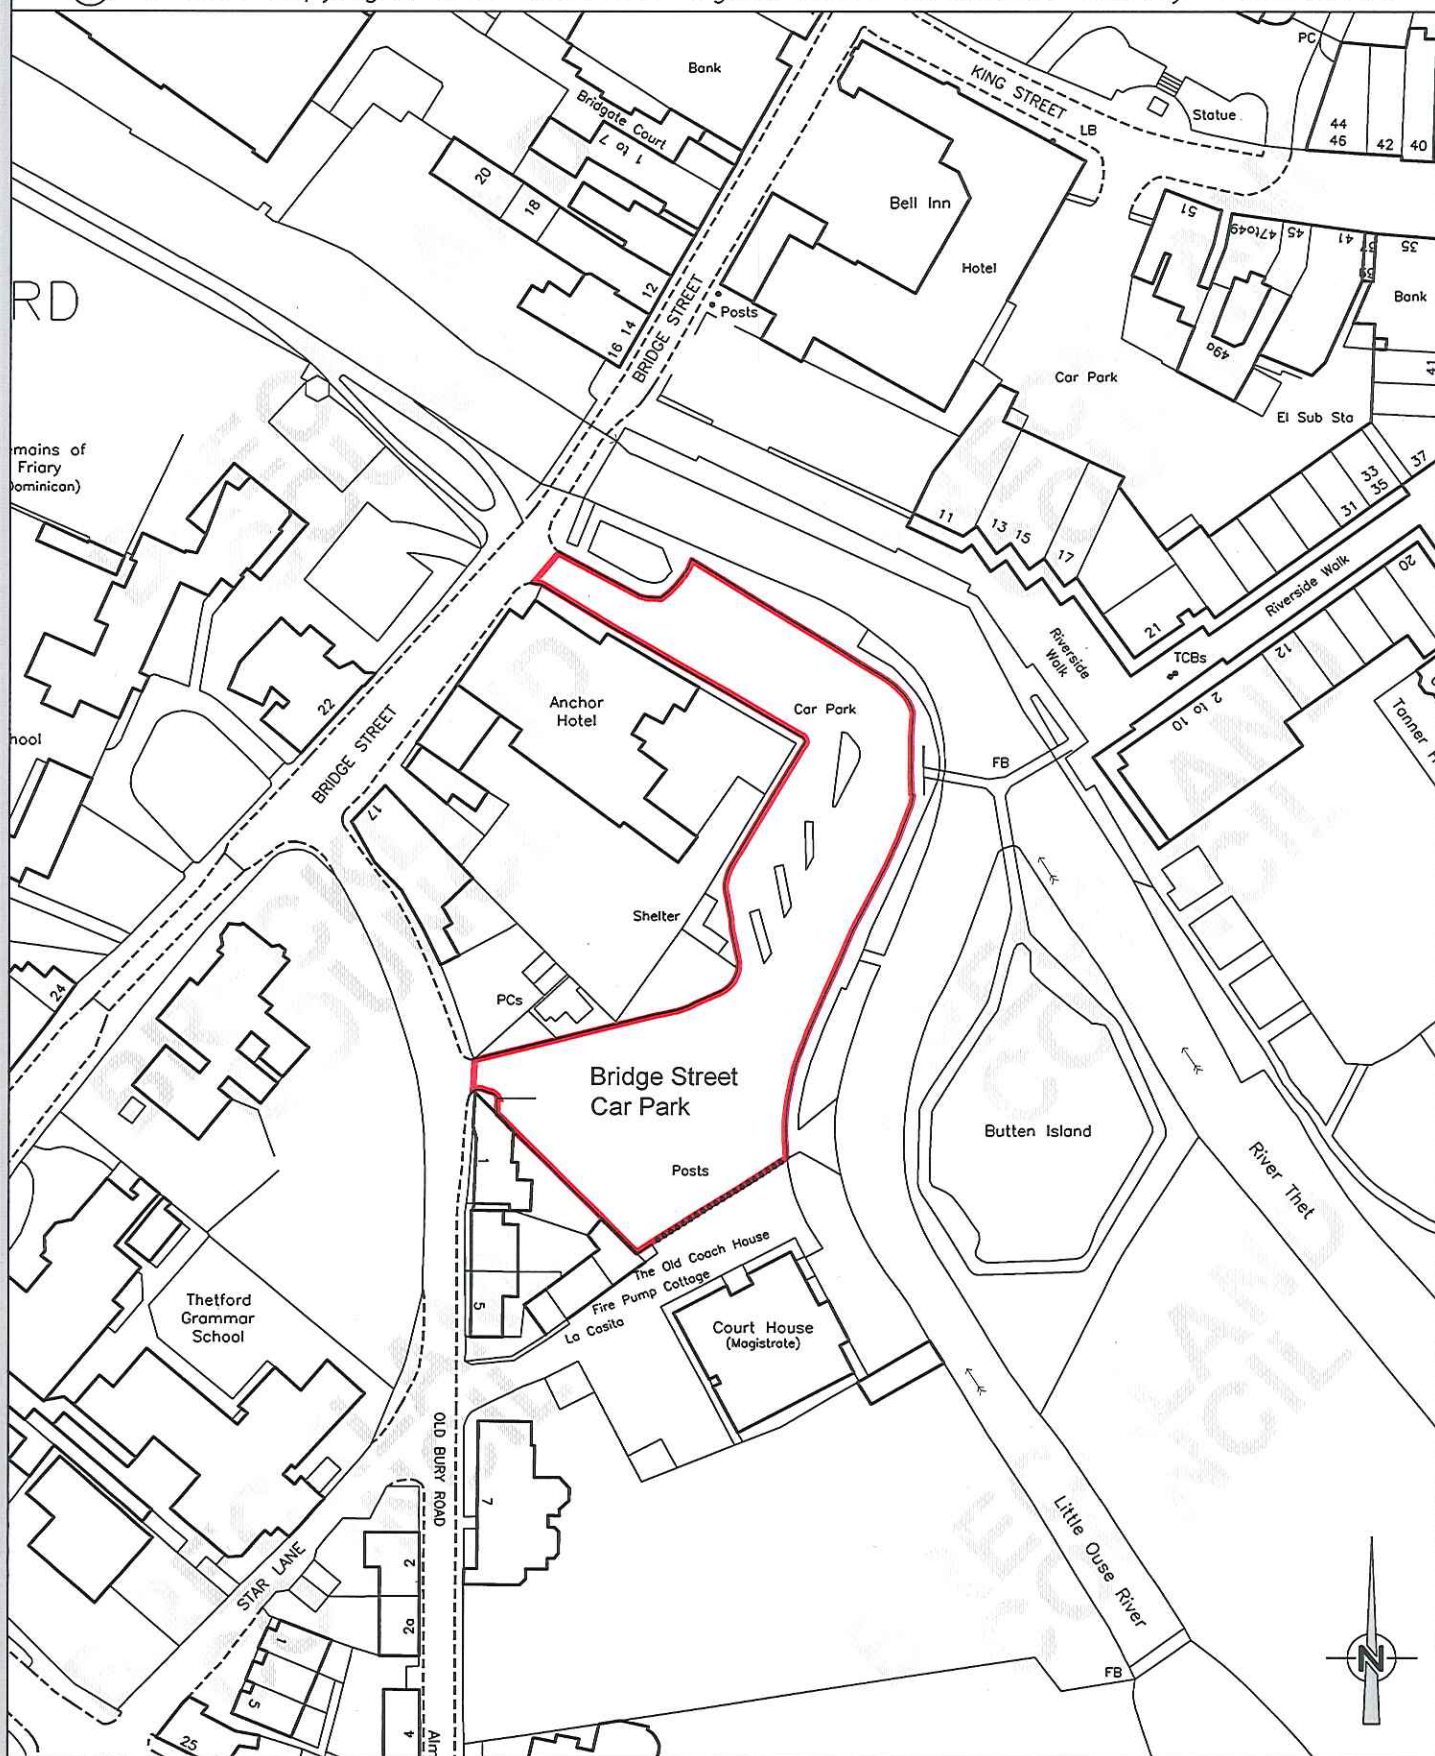 Bank
PC
KING STREET
Statue
LB
44
46
42
40
Bridgate Court
1 to 7
20
18
Bell Inn
Hotel
51
47to49
45
41
37
39
35
Bank
41
49a
12
14
16
BRIDGE STREET
Posts
RD
Car Park
El Sub Sta
mains of
Friary
ominican)
33
35
37
31
11
13
15
17
Riverside Walk
20
21
TCBs
Riverside
Walk
12
2 to 10
Tanner
22
hool
BRIDGE STREET
Anchor
Hotel
Car Park
FB
17
Shelter
24
PCs
Bridge Street
Car Park
Butten Island
Posts
1
River Thet
5
The Old Coach House
Fire Pump Cottage
La Casita
Thetford
Grammar
School
Court House
(Magistrate)
OLD BURY ROAD
7
Little Ouse River
STAR LANE
2
2a
1
5
FB
N
25
4
Alm